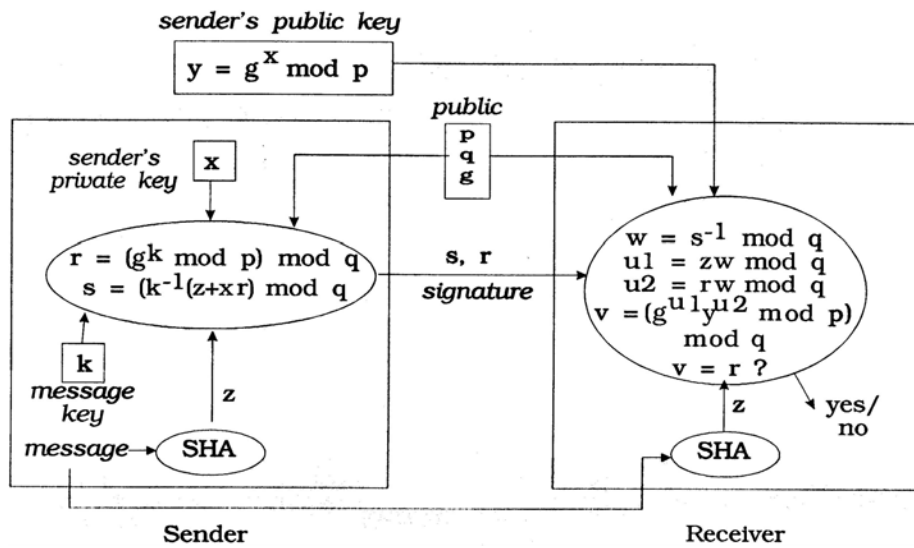 sender's public key
y = g^x mod p
public
p
q
g
sender's
private key
x
r = (g^k mod p) mod q
s = (k^-1(z+xr) mod q
k
message
key
z
message
SHA
Sender
s, r
signature
w = s^-1 mod q
u1 = zw mod q
u2 = rw mod q
v =(g^u1 y^u2 mod p)
mod q
v = r ?
z
yes/
no
SHA
Receiver